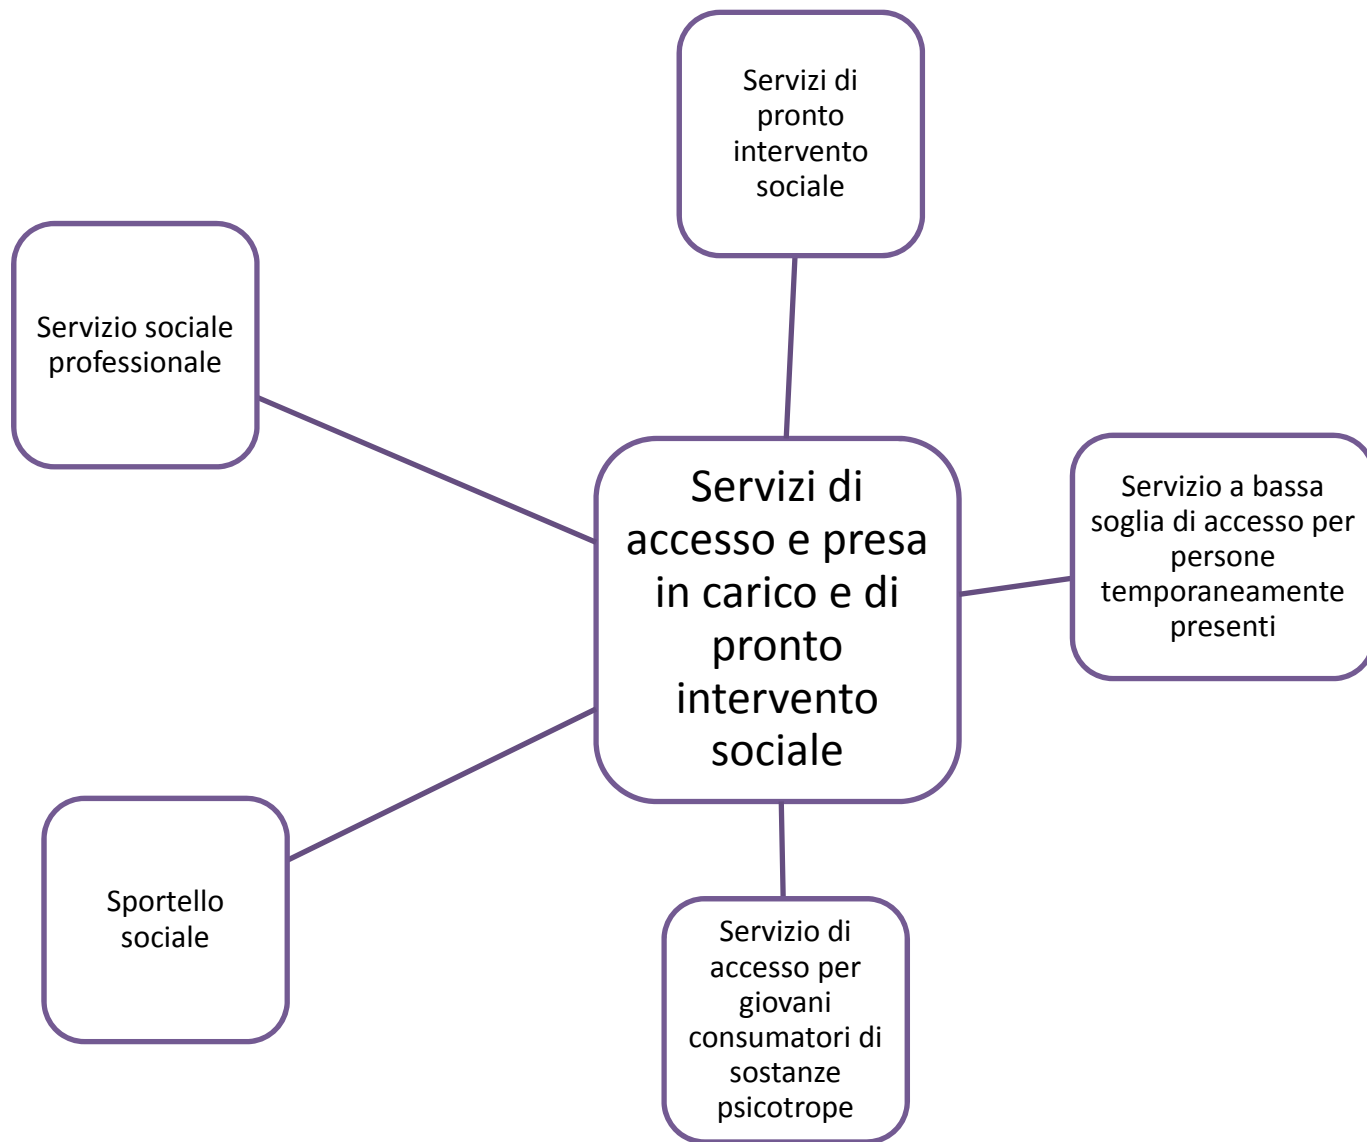 Servizi di
pronto
intervento
sociale
Servizio sociale
professionale
Servizi di
accesso e presa
in carico e di
pronto
intervento
sociale
Servizio a bassa
soglia di accesso per
persone
temporaneamente
presenti
Sportello
sociale
Servizio di
accesso per
giovani
consumatori di
sostanze
psicotrope